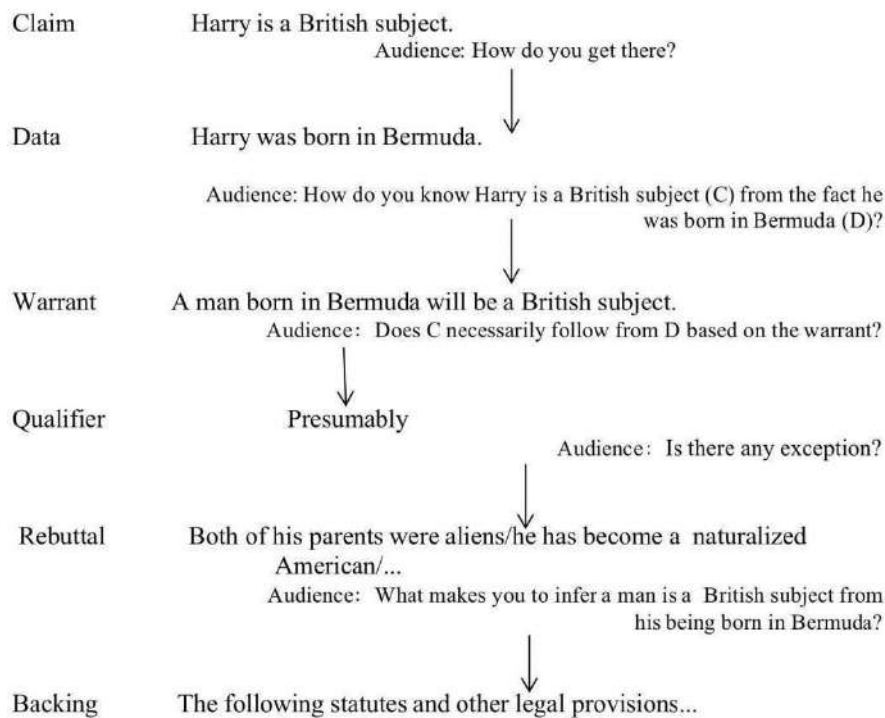 Claim Harry is a British subject.
Audience: How do you get there?
Data Harry was born in Bermuda.
Audience: How do you know Harry is a British subject (C) from the fact he
was born in Bermuda (D)?
Warrant A man born in Bermuda will be a British subject.
Audience: Does C necessarily follow from D based on the warrant?
Qualifier Presumably
Audience: Is there any exception?
Rebuttal Both of his parents were aliens/he has become a naturalized
American/...
Audience: What makes you to infer a man is a British subject from
his being born in Bermuda?
Backing The following statutes and other legal provisions...